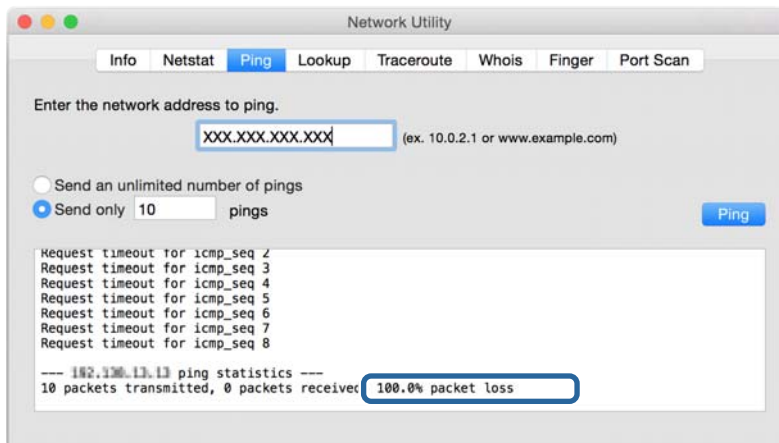 Network Utility
Info Netstat Ping Lookup Traceroute Whois Finger Port Scan
Enter the network address to ping.
XXX.XXX.XXX.XXX (ex. 10.0.2.1 or www.example.com)
Send an unlimited number of pings
Send only 10 pings
Ping
Request timeout for icmp_seq 2
Request timeout for icmp_seq 3
Request timeout for icmp_seq 4
Request timeout for icmp_seq 5
Request timeout for icmp_seq 6
Request timeout for icmp_seq 7
Request timeout for icmp_seq 8
--- ping statistics ---
10 packets transmitted, 0 packets received 100.0% packet loss